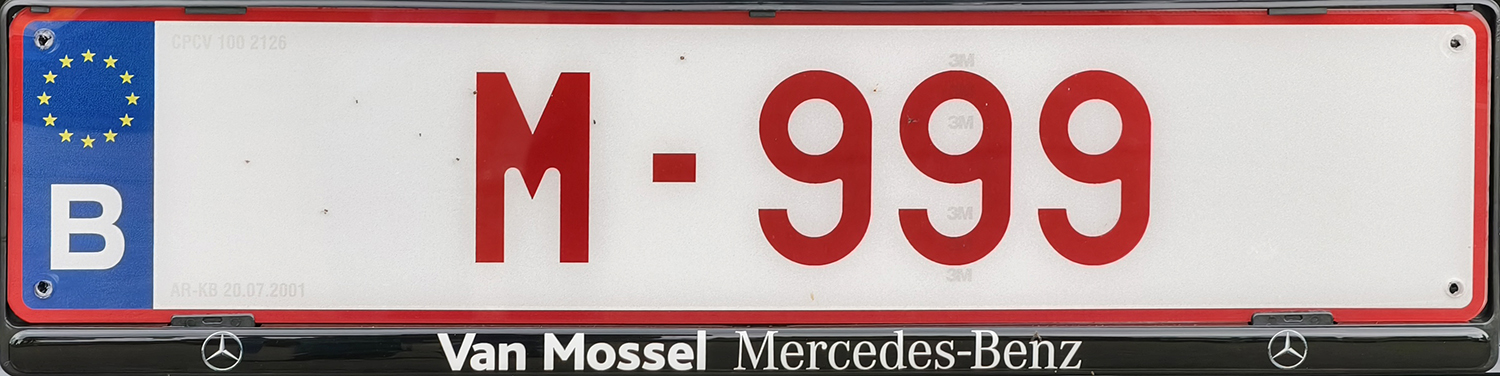 CPCV 100 2126
3M
M-999
3M
3M
B
3M
AR-KB 20.07.2001
Van Mossel Mercedes-Benz